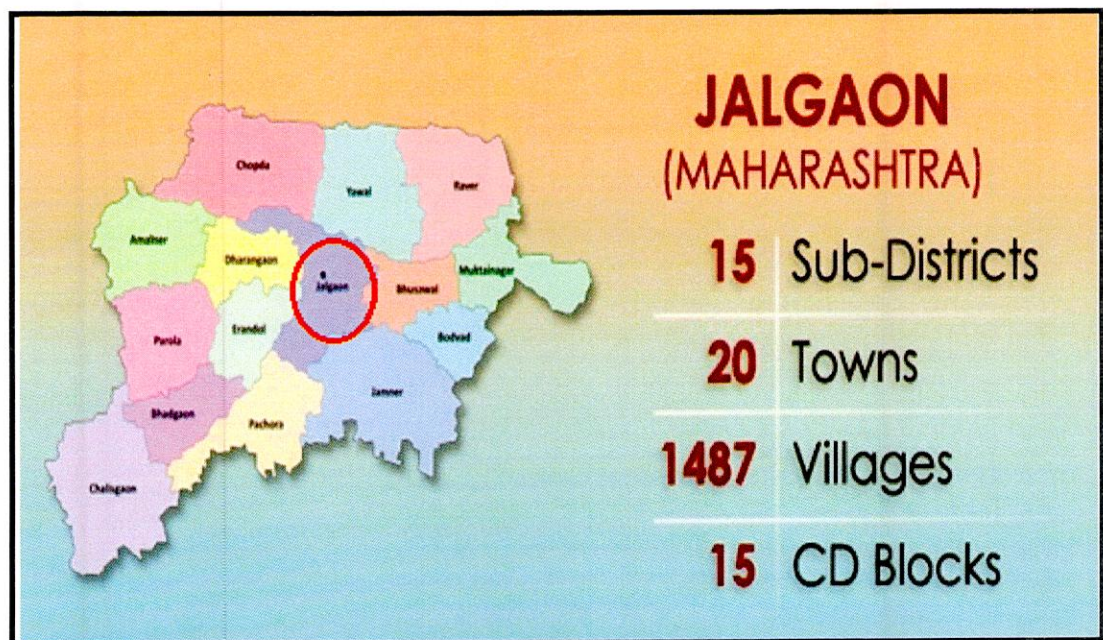 JALGAON
(MAHARASHTRA)
15 Sub-Districts
20 Towns
1487 Villages
15 CD Blocks
Chopda
Yawal
Raver
Amalner
Dharangaon
Jalgaon
Bhuswal
Muktainagar
Parola
Erandol
Bodvad
Jamner
Bhadgaon
Pachora
Chalisgaon